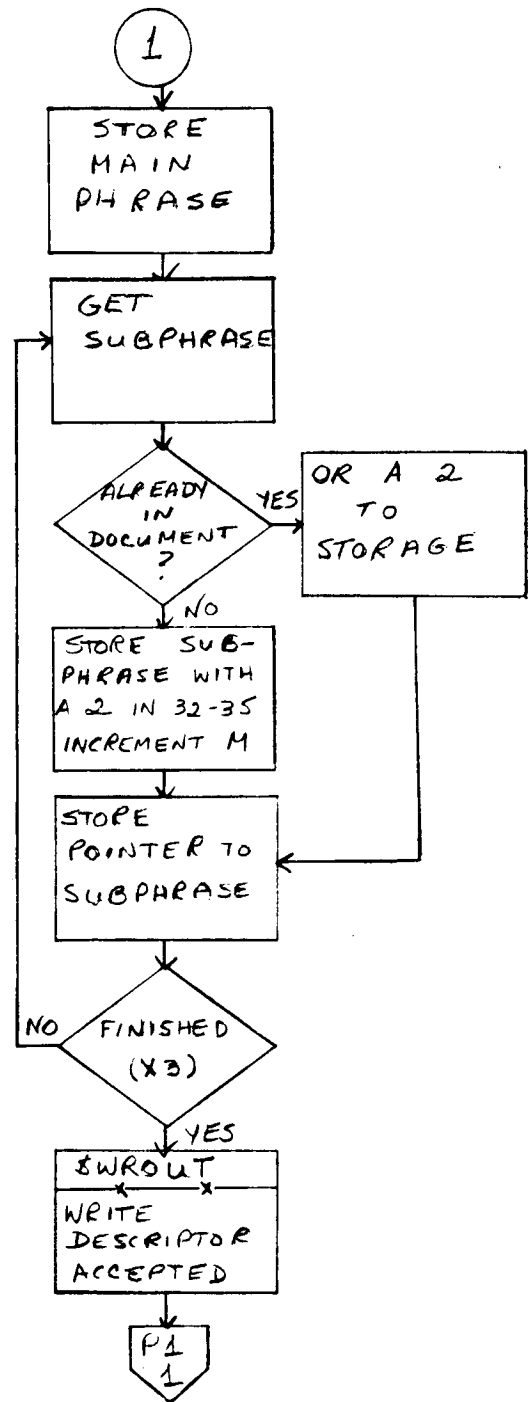 1
STORE
MAIN
PHRASE
GET
SUBPHRASE
ALREADY
IN
DOCUMENT
?
YES
OR A 2
TO
STORAGE
NO
STORE SUB-
PHRASE WITH
A 2 IN 32-35
INCREMENT M
STORE
POINTER TO
SUBPHRASE
NO
FINISHED
(X3)
YES
$WROUT
WRITE
DESCRIPTOR
ACCEPTED
P1
1